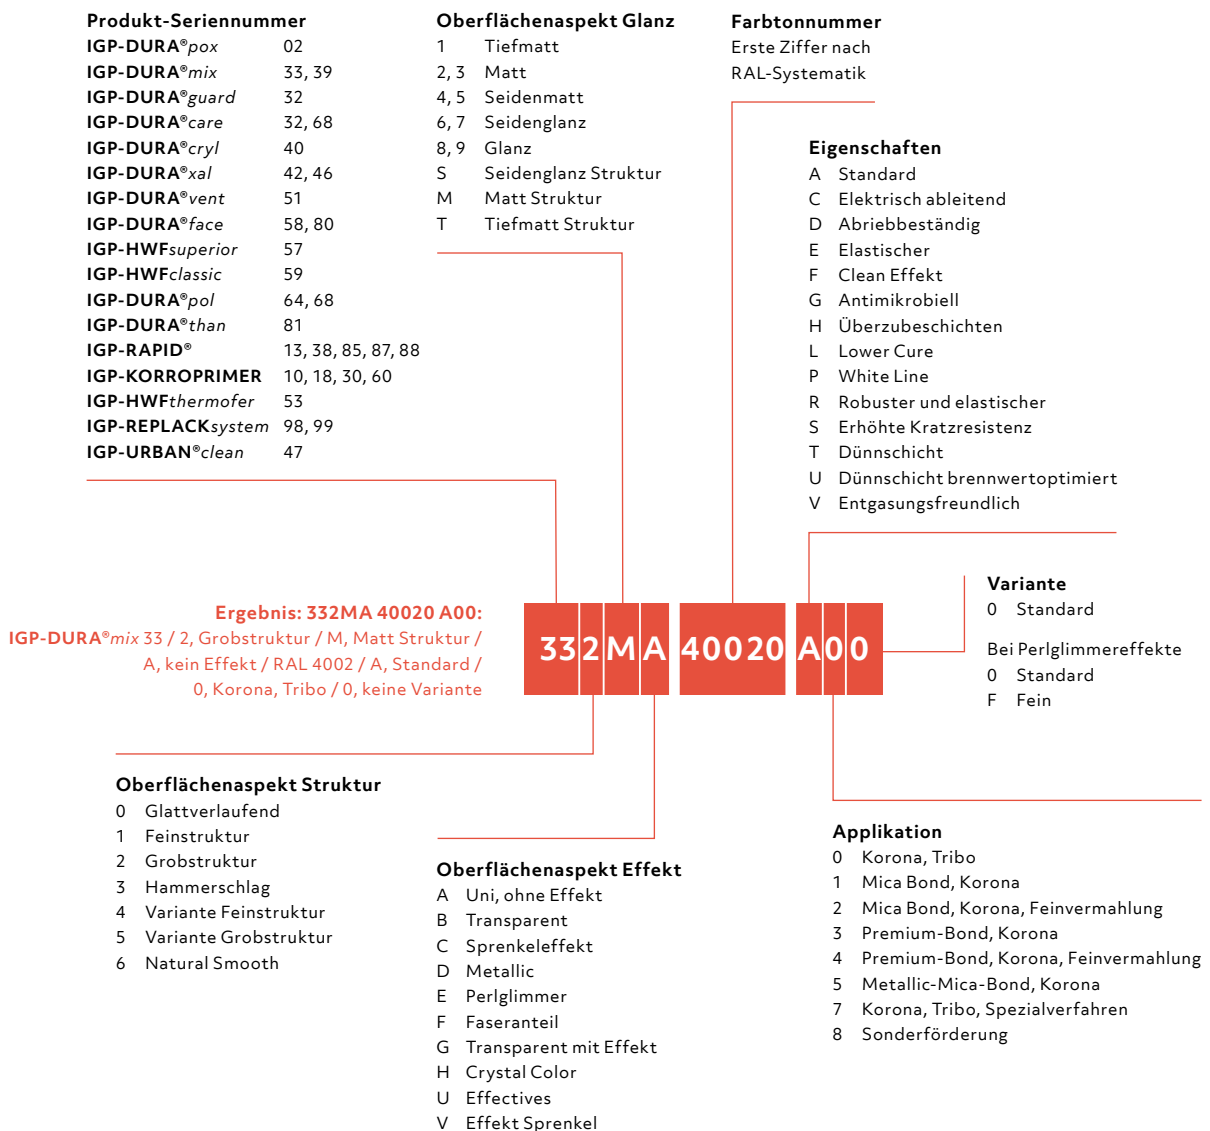 Produkt-Seriennummer
IGP-DURA®pox 02
IGP-DURA®mix 33, 39
IGP-DURA®guard 32
IGP-DURA®care 32, 68
IGP-DURA®cryl 40
IGP-DURA®xal 42, 46
IGP-DURA®vent 51
IGP-DURA®face 58, 80
IGP-HWFsuperior 57
IGP-HWFclassic 59
IGP-DURA®pol 64, 68
IGP-DURA®than 81
IGP-RAPID® 13, 38, 85, 87, 88
IGP-KORROPRIMER 10, 18, 30, 60
IGP-HWFthermofer 53
IGP-REPLACKsystem 98, 99
IGP-URBAN®clean 47
Oberflächenaspekt Glanz
1 Tiefmatt
2, 3 Matt
4, 5 Seidenmatt
6, 7 Seidenglanz
8, 9 Glanz
S Seidenglanz Struktur
M Matt Struktur
T Tiefmatt Struktur
Farbtonnummer
Erste Ziffer nach
RAL-Systematik
Eigenschaften
A Standard
C Elektrisch ableitend
D Abriebbeständig
E Elastischer
F Clean Effekt
G Antimikrobiell
H Überzubeschichten
L Lower Cure
P White Line
R Robuster und elastischer
S Erhöhte Kratzresistenz
T Dünnschicht
U Dünnschicht brennwertoptimiert
V Entgasungsfreundlich
Ergebnis: 332MA 40020 A00:
IGP-DURA®mix 33 / 2, Grobstruktur / M, Matt Struktur /
A, kein Effekt / RAL 4002 / A, Standard /
0, Korona, Tribo / 0, keine Variante
33 2 M A 40020 A 0 0
Variante
0 Standard
Bei Perlglimmereffekte
0 Standard
F Fein
Oberflächenaspekt Struktur
0 Glattverlaufend
1 Feinstruktur
2 Grobstruktur
3 Hammerschlag
4 Variante Feinstruktur
5 Variante Grobstruktur
6 Natural Smooth
Oberflächenaspekt Effekt
A Uni, ohne Effekt
B Transparent
C Sprenkeleffekt
D Metallic
E Perlglimmer
F Faseranteil
G Transparent mit Effekt
H Crystal Color
U Effectives
V Effekt Sprenkel
Applikation
0 Korona, Tribo
1 Mica Bond, Korona
2 Mica Bond, Korona, Feinvermahlung
3 Premium-Bond, Korona
4 Premium-Bond, Korona, Feinvermahlung
5 Metallic-Mica-Bond, Korona
7 Korona, Tribo, Spezialverfahren
8 Sonderförderung